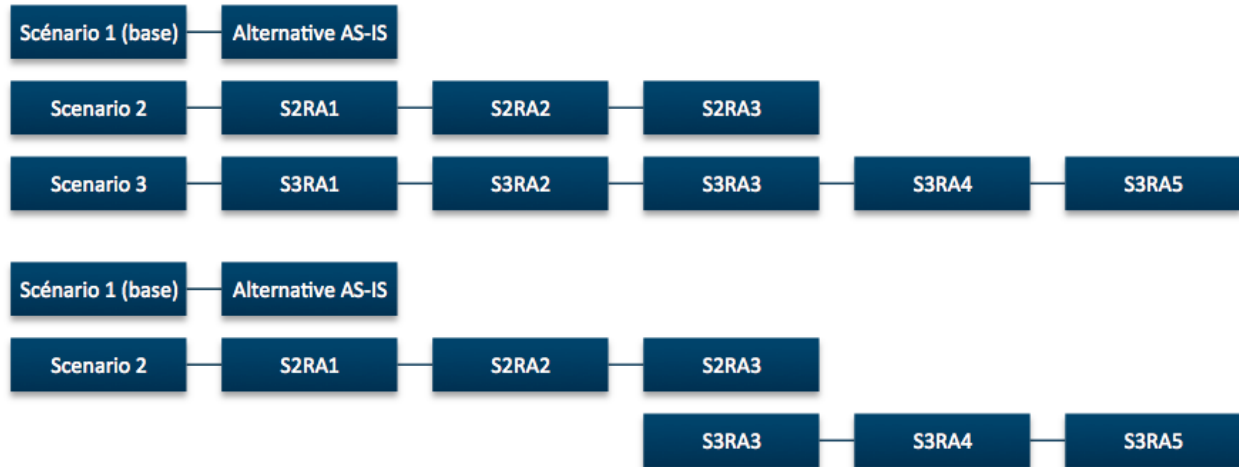 Scénario 1 (base) Alternative AS-IS
Scenario 2 S2RA1 S2RA2 S2RA3
Scenario 3 S3RA1 S3RA2 S3RA3 S3RA4 S3RA5
Scénario 1 (base) Alternative AS-IS
Scenario 2 S2RA1 S2RA2 S2RA3
S3RA3 S3RA4 S3RA5